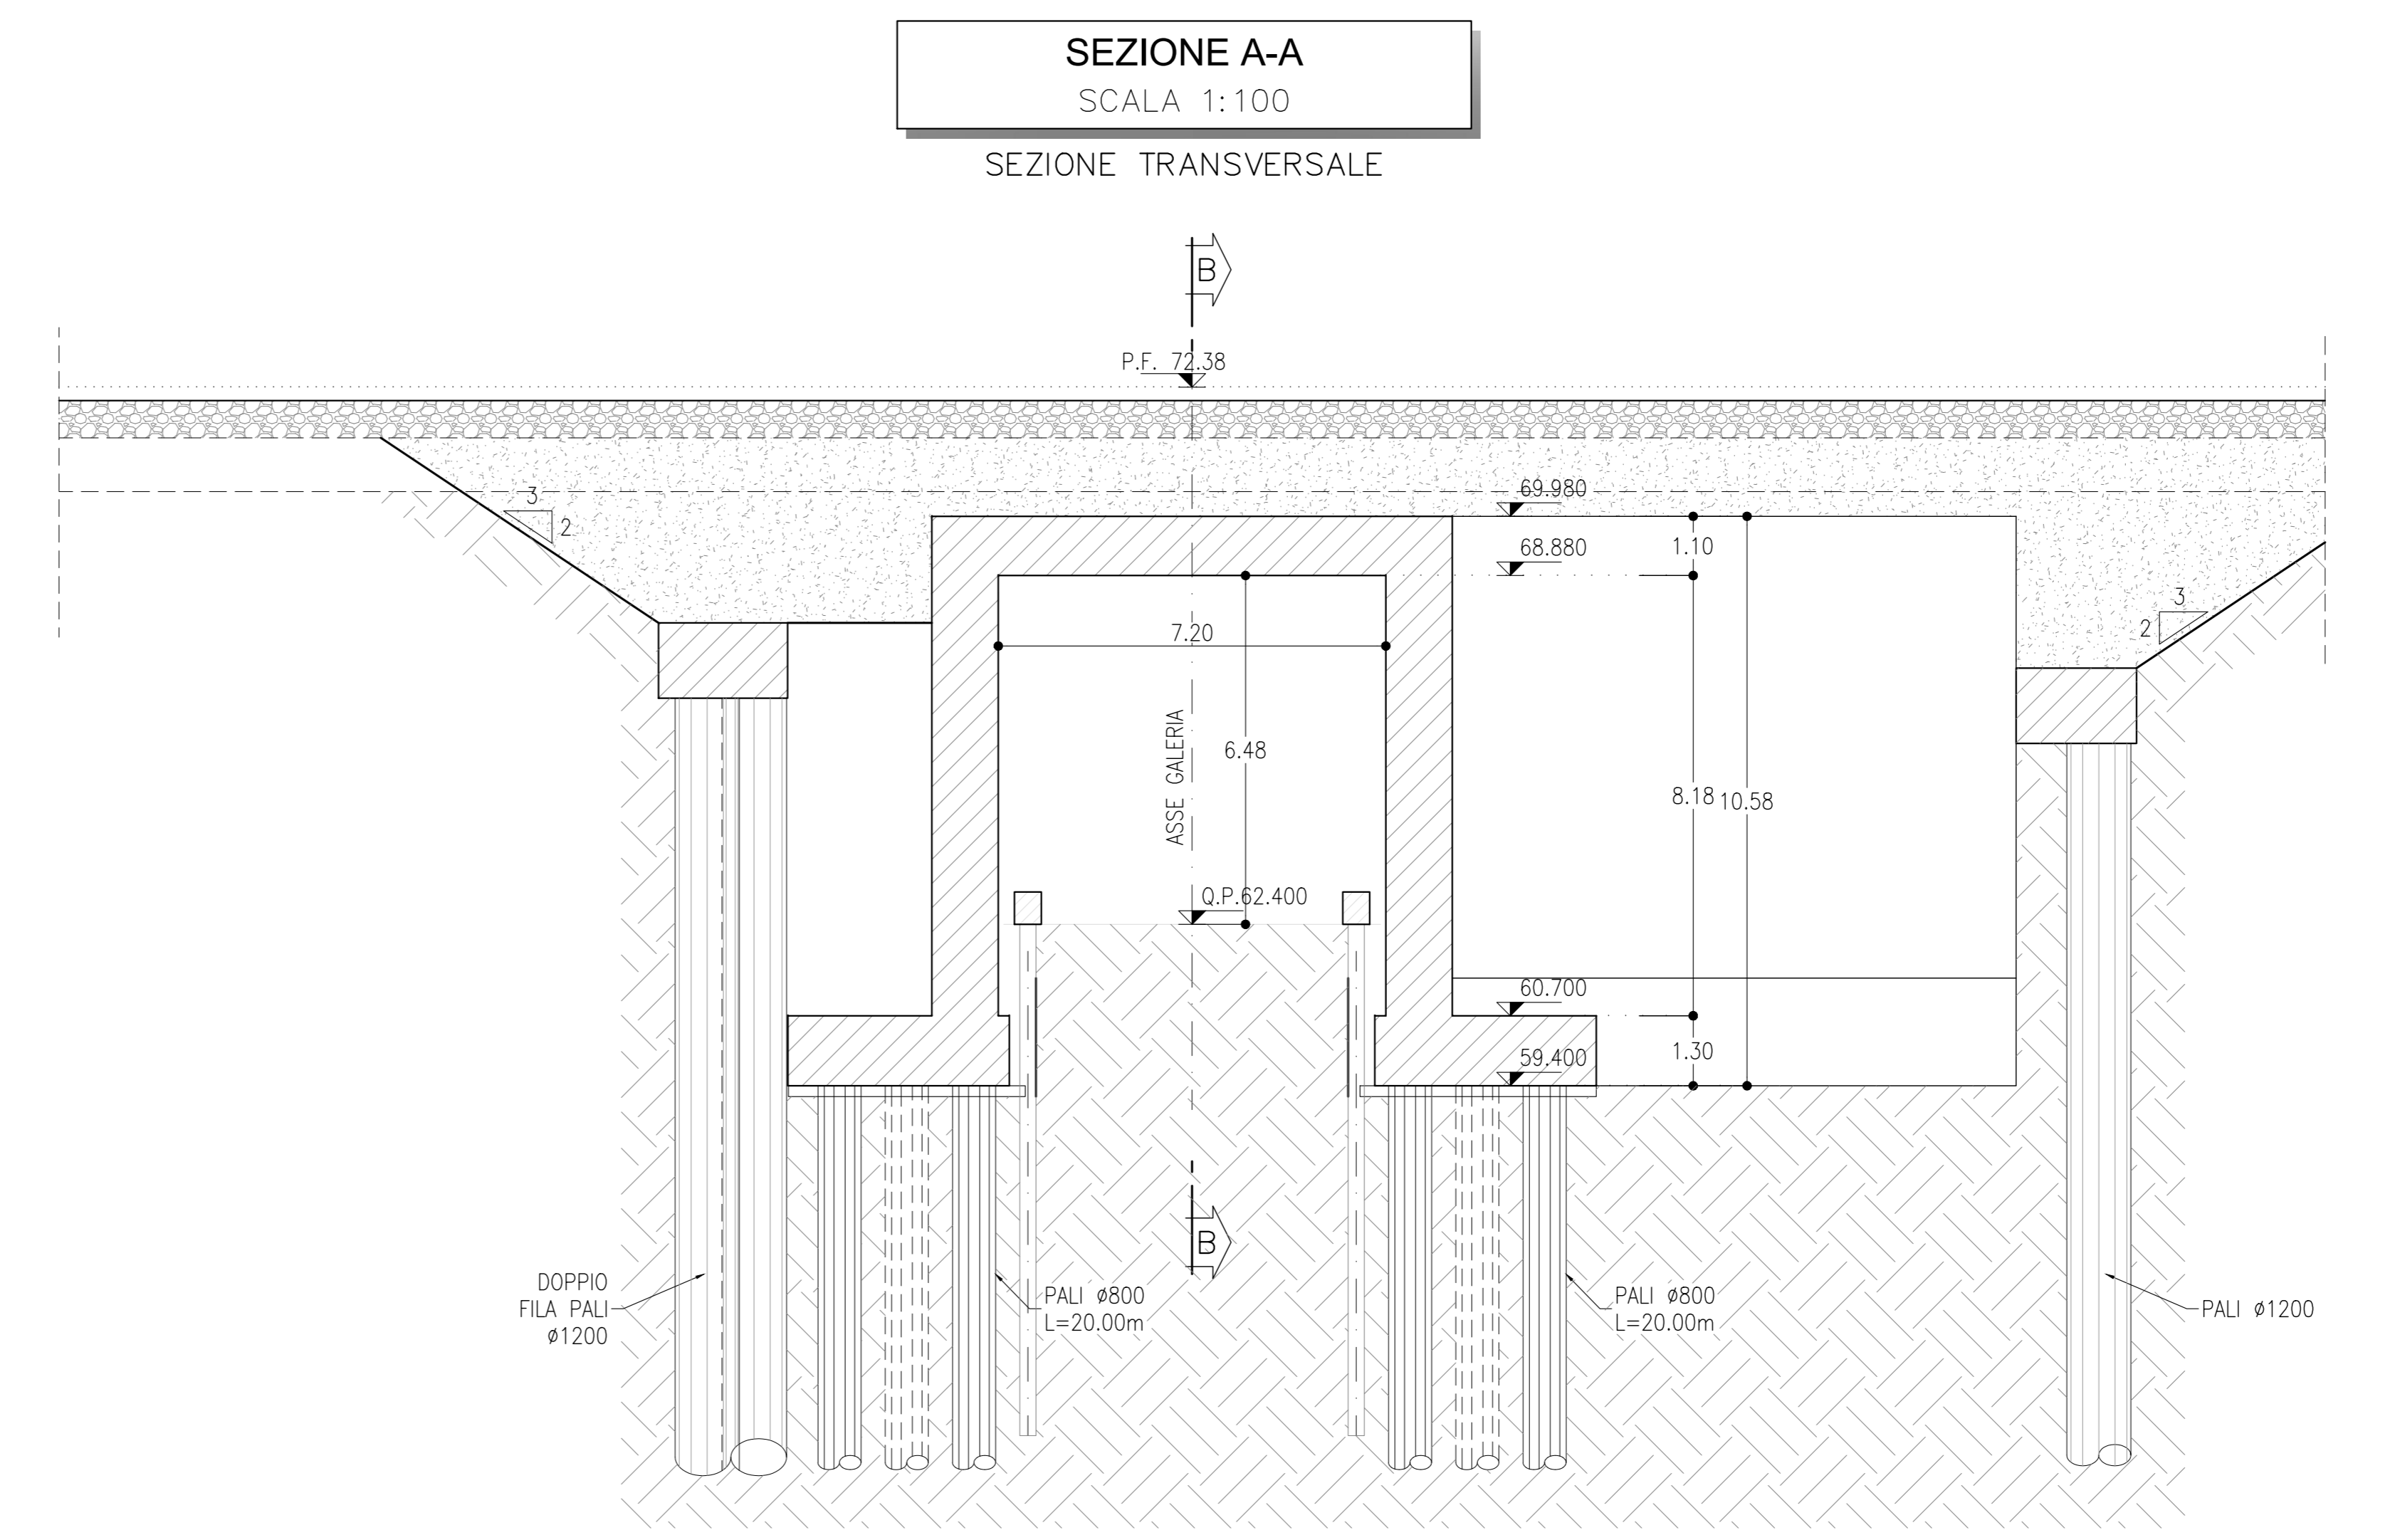 SEZIONE A-A
SCALA 1:100
SEZIONE TRANSVERSALE
B
P.F. 72.38
69.980
3
2
68.880
1.10
3
2
7.20
ASSE GALERIA
6.48
8.18
10.58
Q.P.62.400
60.700
1.30
59.400
B
DOPPIO
FILA PALI
ø1200
PALI ø800
L=20.00m
PALI ø800
L=20.00m
PALI ø1200